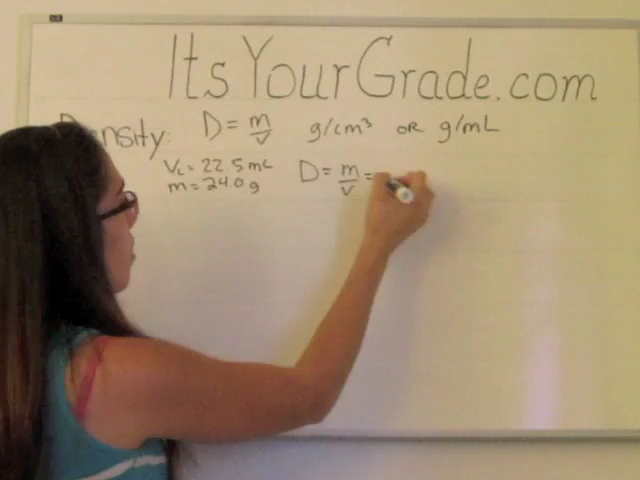 ItsYourGrade.com
Density: D = m/v g/cm³ OR g/mL
V꜀ = 22.5 mL D = m/v =
m = 24.0 g